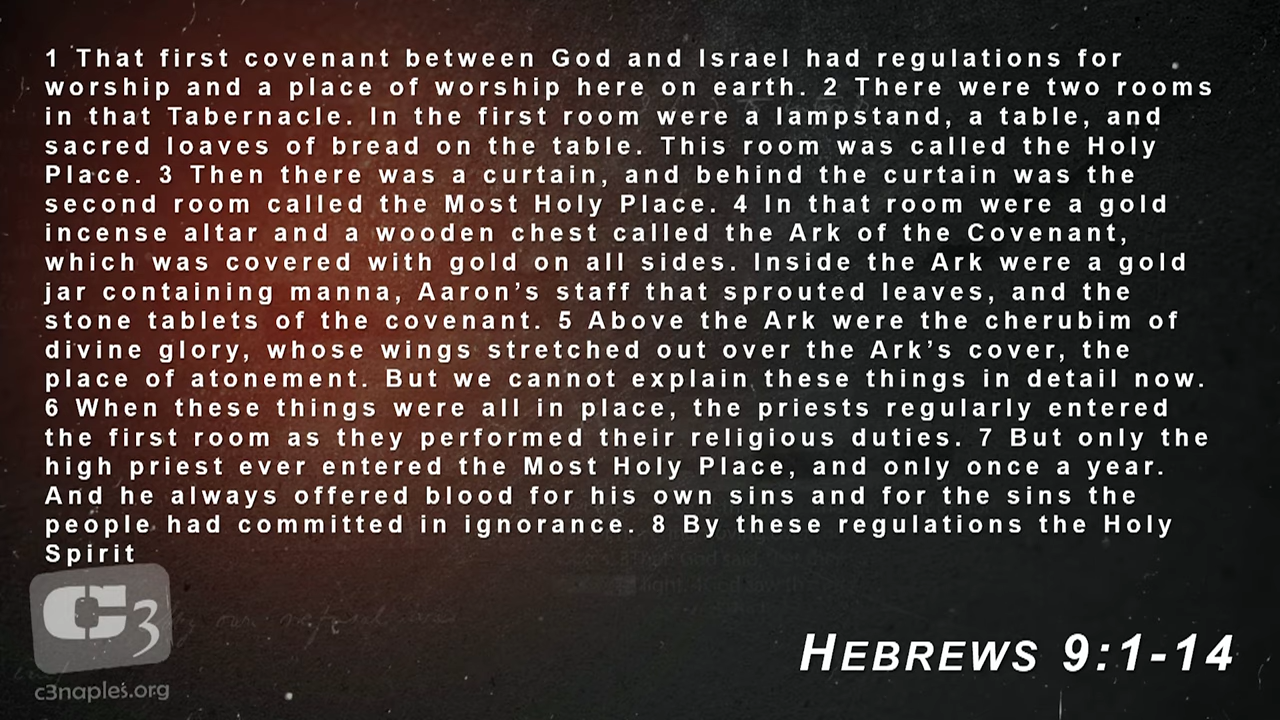 1 That first covenant between God and Israel had regulations for
worship and a place of worship here on earth. 2 There were two rooms
in that Tabernacle. In the first room were a lampstand, a table, and
sacred loaves of bread on the table. This room was called the Holy
Place. 3 Then there was a curtain, and behind the curtain was the
second room called the Most Holy Place. 4 In that room were a gold
incense altar and a wooden chest called the Ark of the Covenant,
which was covered with gold on all sides. Inside the Ark were a gold
jar containing manna, Aaron’s staff that sprouted leaves, and the
stone tablets of the covenant. 5 Above the Ark were the cherubim of
divine glory, whose wings stretched out over the Ark’s cover, the
place of atonement. But we cannot explain these things in detail now.
6 When these things were all in place, the priests regularly entered
the first room as they performed their religious duties. 7 But only the
high priest ever entered the Most Holy Place, and only once a year.
And he always offered blood for his own sins and for the sins the
people had committed in ignorance. 8 By these regulations the Holy
Spirit
C3
c3naples.org
HEBREWS 9:1-14